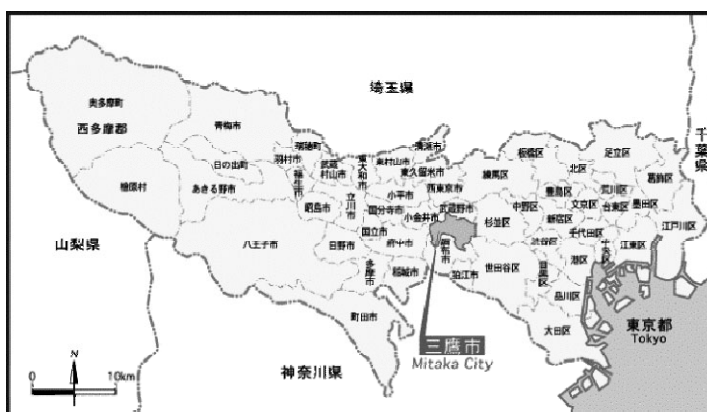 埼玉県
千葉県
山梨県
神奈川県
東京都
Tokyo
奥多摩町
西多摩郡
青梅市
檜原村
日の出町
あきる野市
瑞穂町
羽村市
福生市
武蔵
村山市
東大和市
東村山市
清瀬市
東久留米市
西東京市
小平市
立川市
昭島市
国分寺市
小金井市
武蔵野市
国立市
府中市
調布市
八王子市
日野市
多摩市
稲城市
狛江市
町田市
三鷹市
Mitaka City
練馬区
板橋区
北区
足立区
葛飾区
豊島区
荒川区
文京区
台東区
墨田区
中野区
杉並区
新宿区
千代田区
江戸川区
渋谷区
中央区
江東区
港区
世田谷区
目黒区
品川区
大田区
N
0
10km